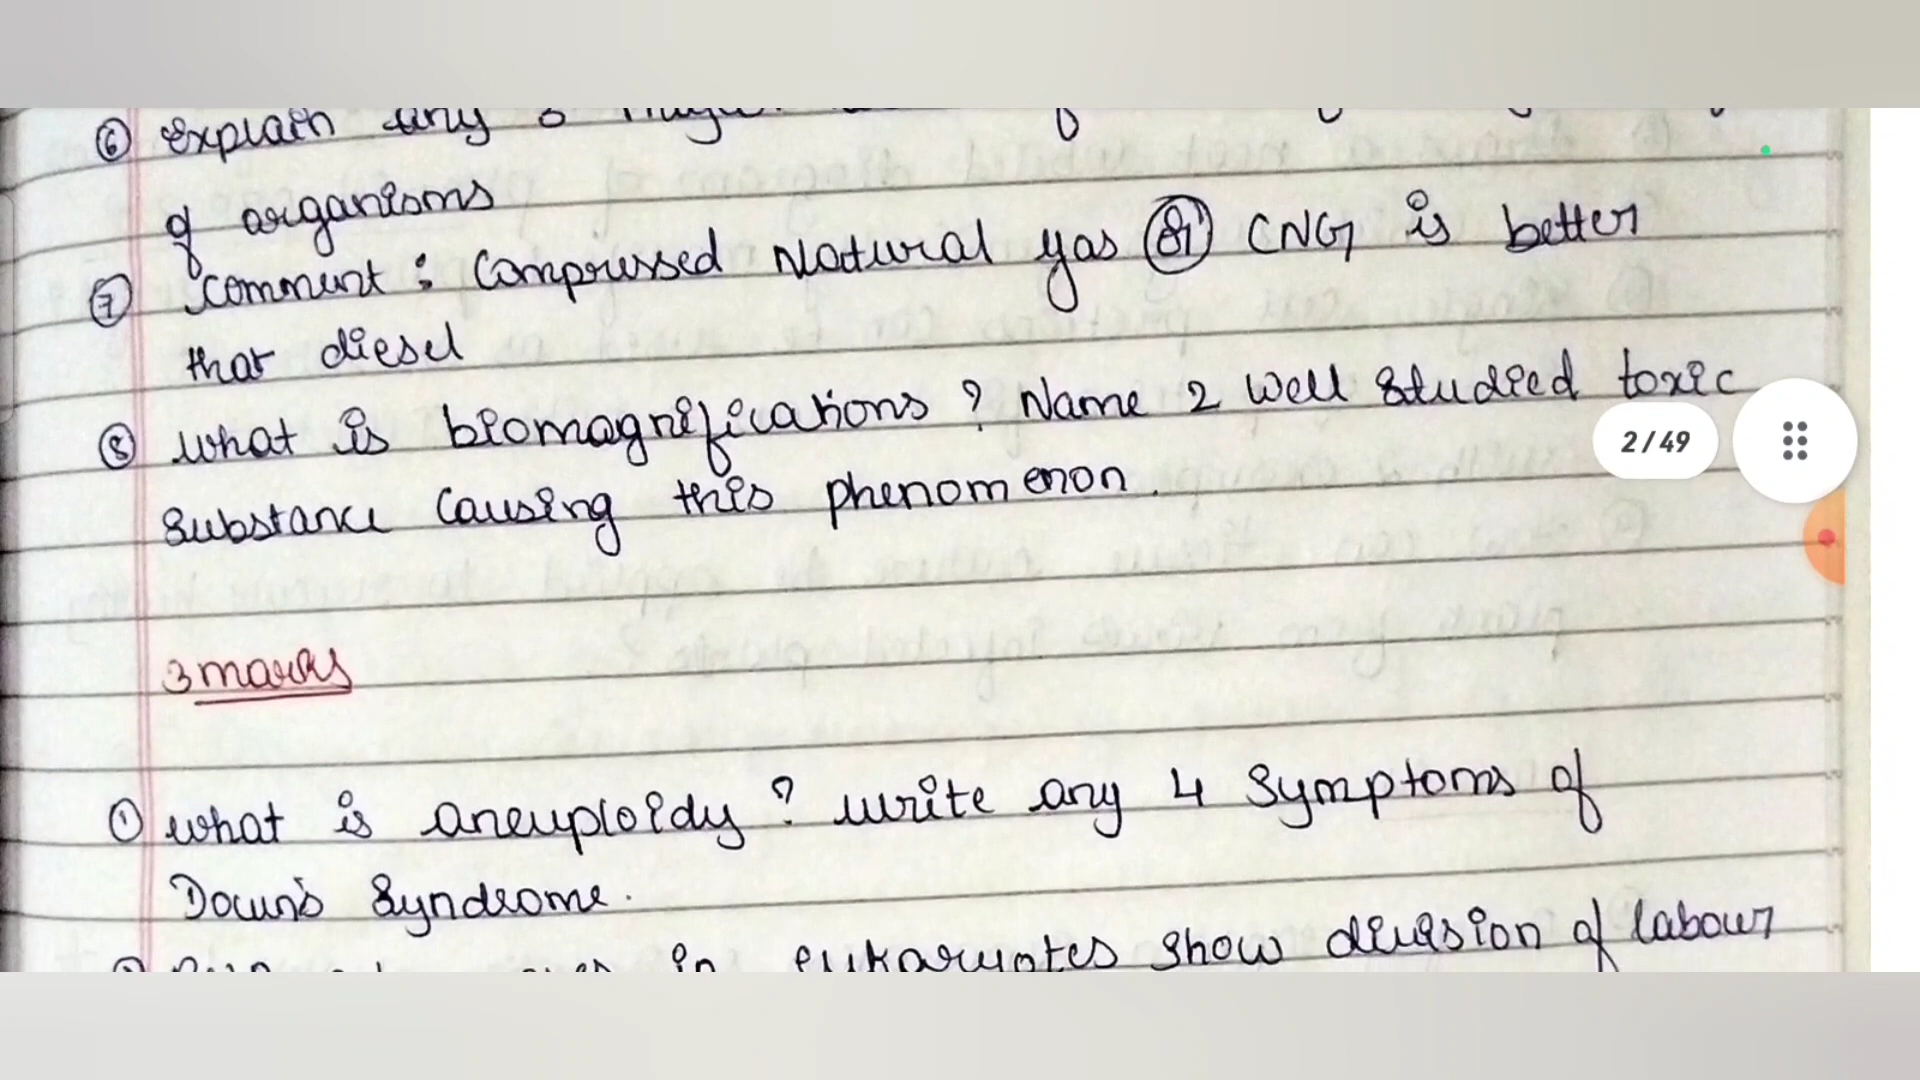 ⑥ Explain any 3
of organisms
⑦ Comment : Compressed Natural gas or CNG is better
that diesel
⑧ What is biomagnifications ? Name 2 well studied toxic
2/49
substance causing this phenomenon.
3 marks
① What is aneuploidy ? Write any 4 symptoms of
Down's Syndrome.
in eukaryotes show division of labour